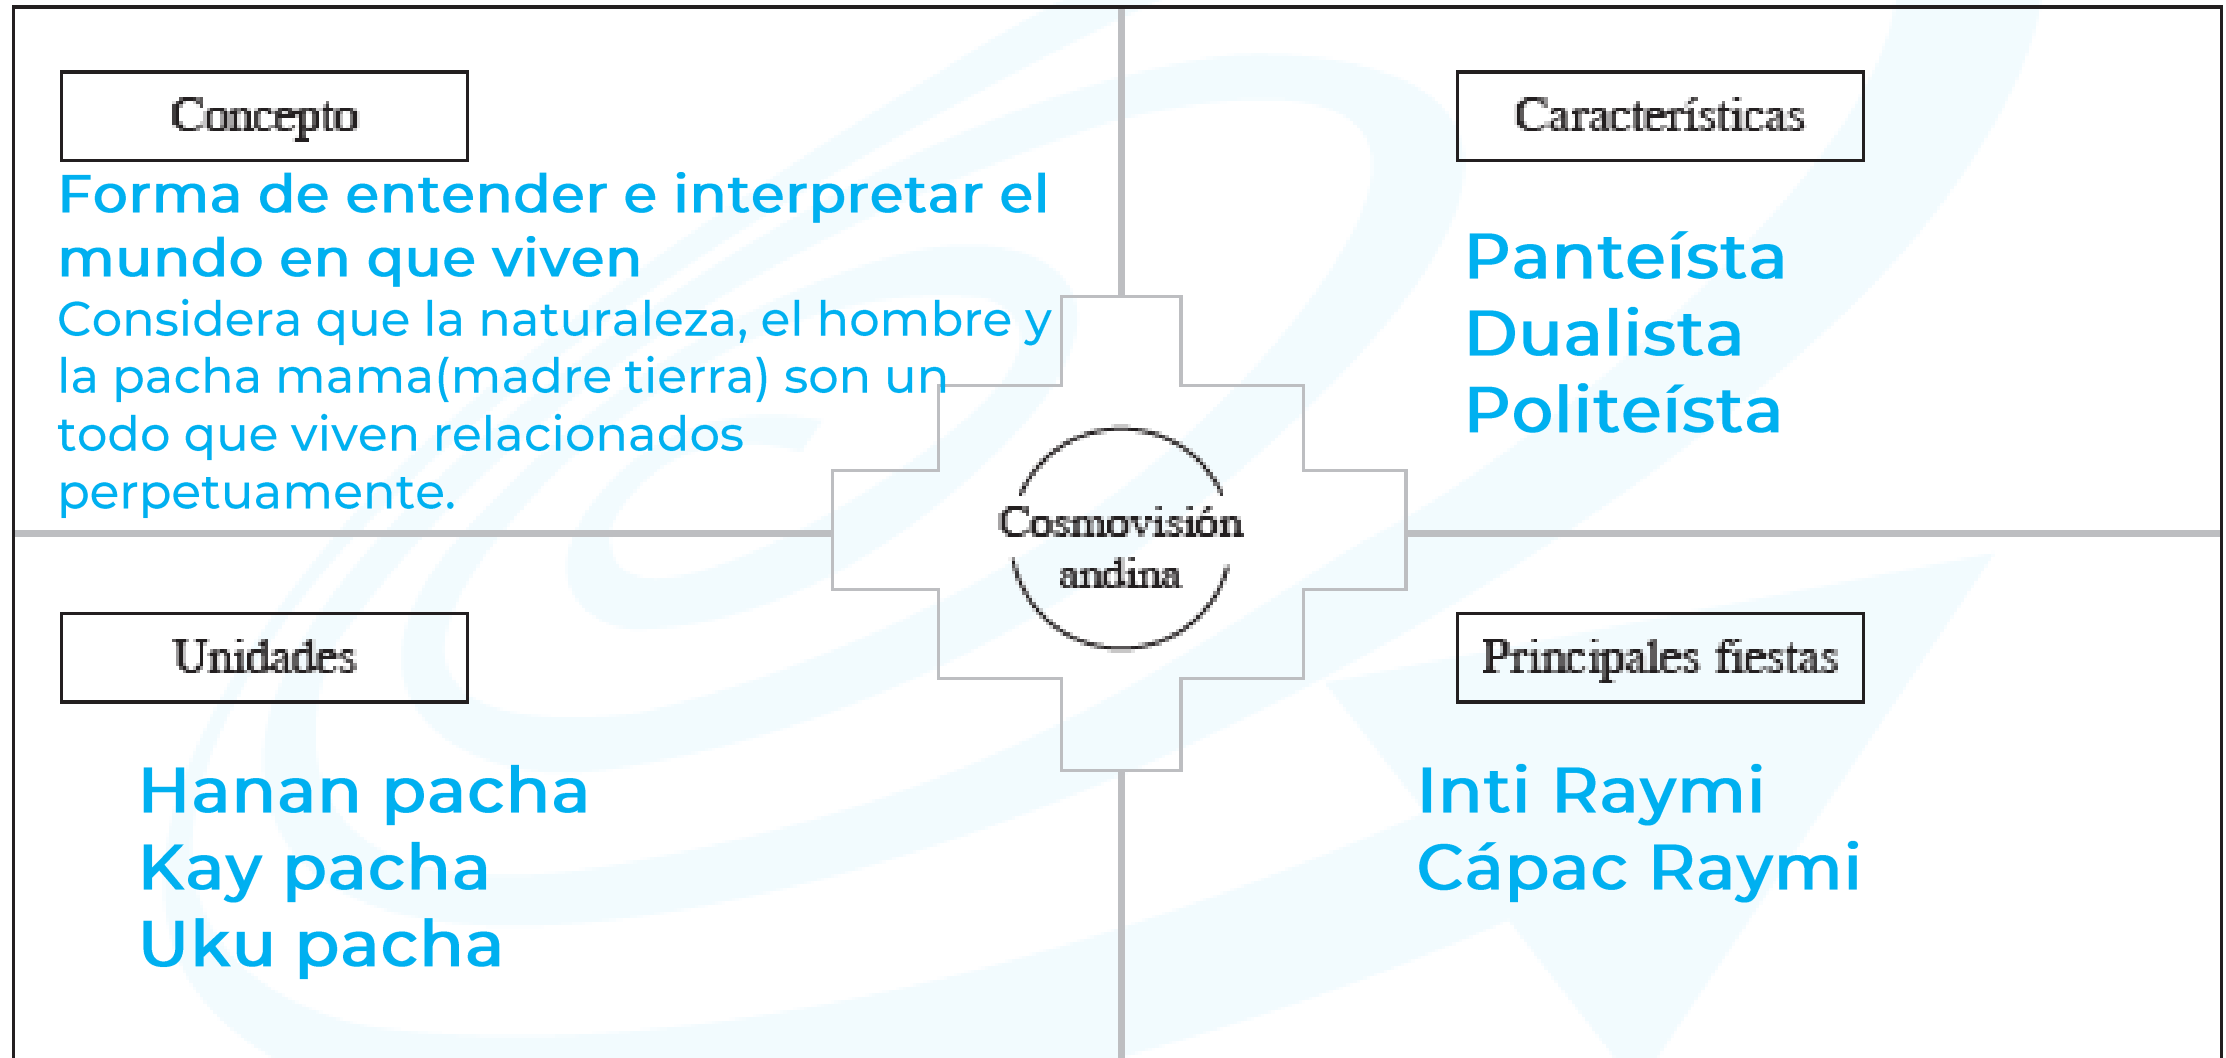 Concepto
Forma de entender e interpretar el
mundo en que viven
Considera que la naturaleza, el hombre y
la pacha mama(madre tierra) son un
todo que viven relacionados
perpetuamente.
Características
Panteísta
Dualista
Politeísta
Cosmovisión
andina
Unidades
Hanan pacha
Kay pacha
Uku pacha
Principales fiestas
Inti Raymi
Cápac Raymi